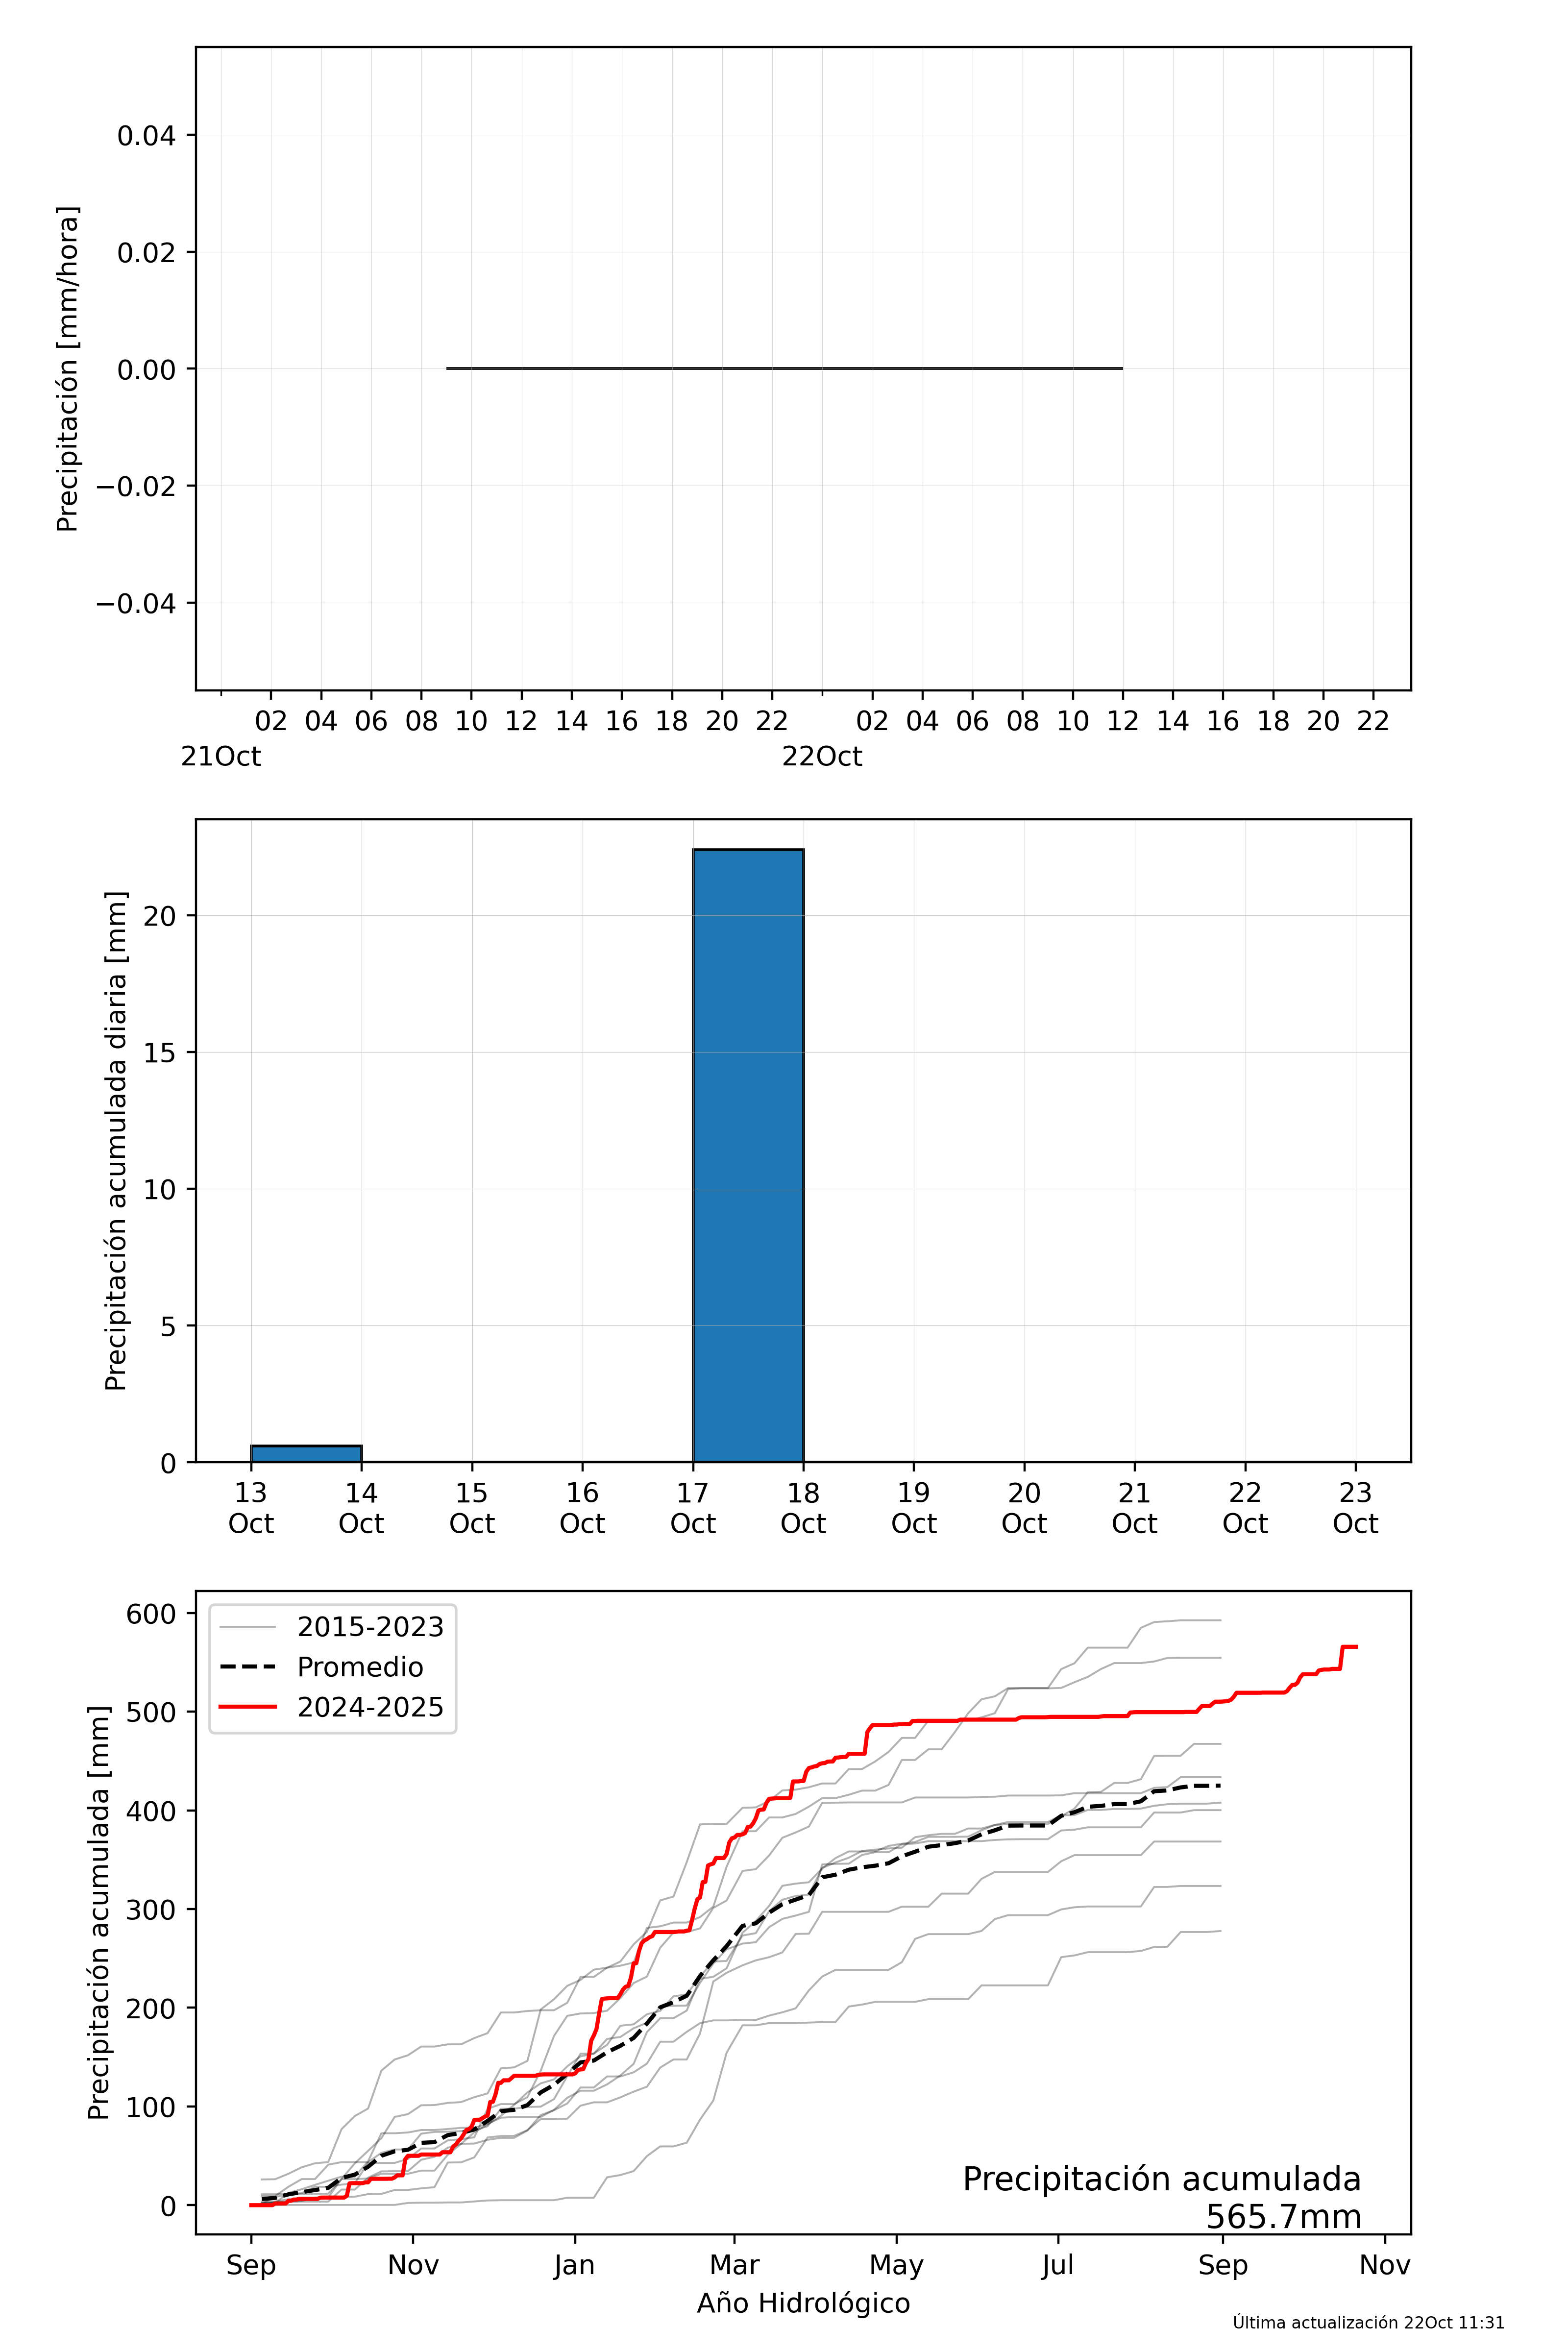 Precipitación [mm/hora]
0.04
0.02
0.00
−0.02
−0.04
02 04 06 08 10 12 14 16 18 20 22 02 04 06 08 10 12 14 16 18 20 22
21Oct 22Oct
Precipitación acumulada diaria [mm]
20
15
10
5
0
13 14 15 16 17 18 19 20 21 22 23
Oct Oct Oct Oct Oct Oct Oct Oct Oct Oct Oct
Precipitación acumulada [mm]
600
500
400
300
200
100
0
2015-2023
Promedio
2024-2025
Precipitación acumulada
565.7mm
Sep Nov Jan Mar May Jul Sep Nov
Año Hidrológico
Última actualización 22Oct 11:31